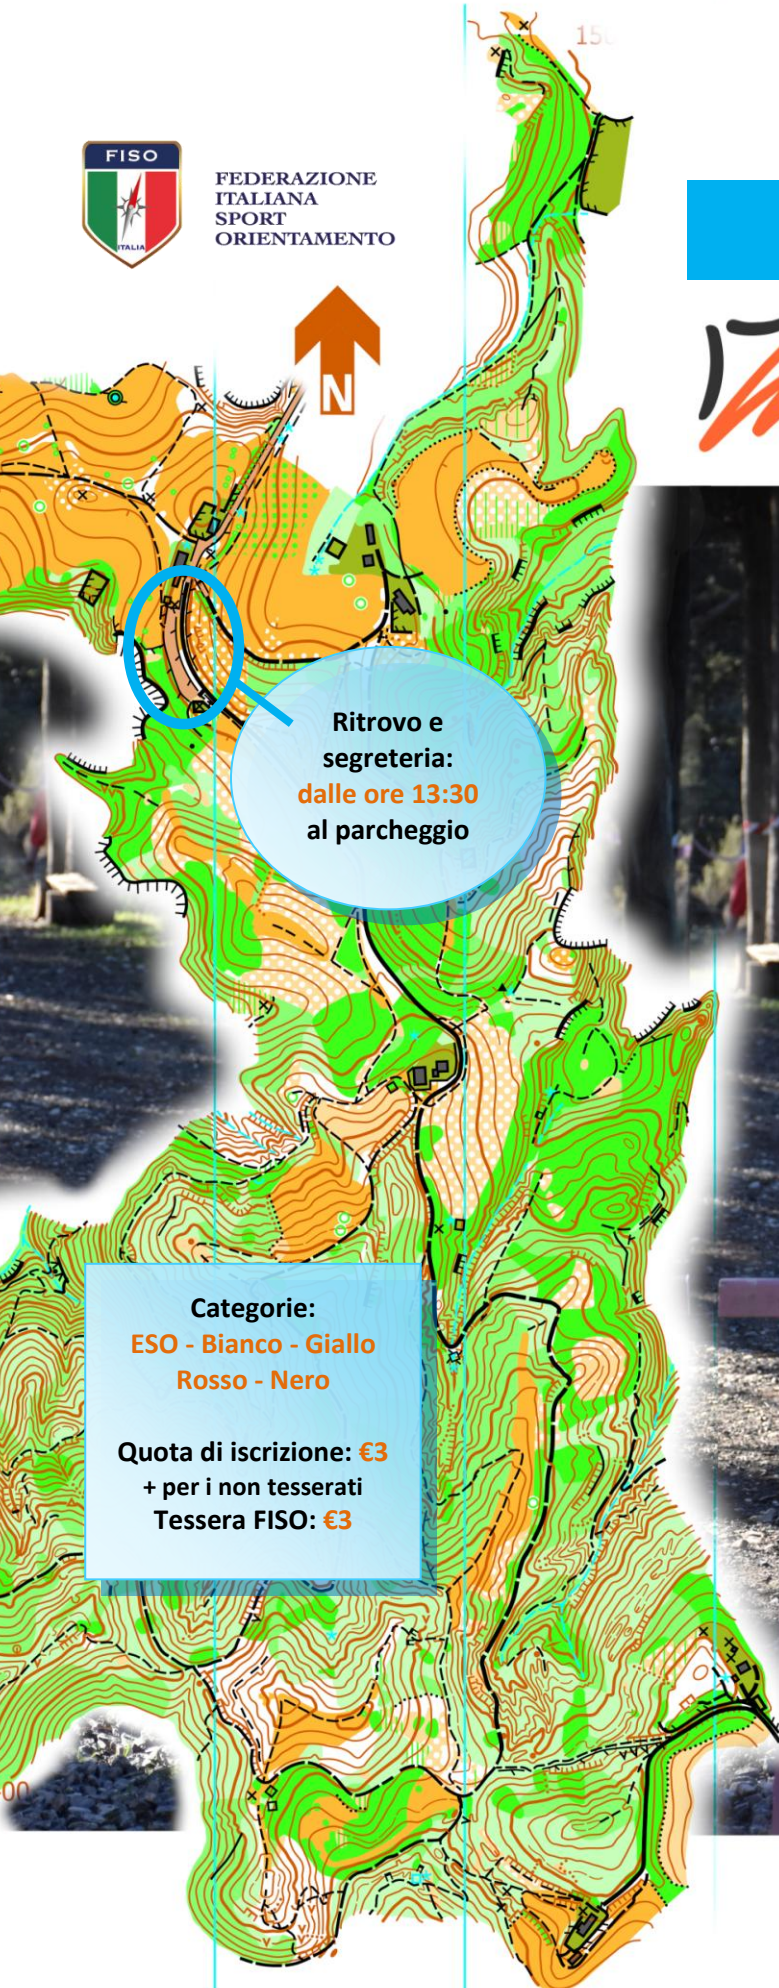 FISO
ITALIA
FEDERAZIONE
ITALIANA
SPORT
ORIENTAMENTO
N
Ritrovo e
segreteria:
dalle ore 13:30
al parcheggio
Categorie:
ESO - Bianco - Giallo
Rosso - Nero
Quota di iscrizione: €3
+ per i non tesserati
Tessera FISO: €3